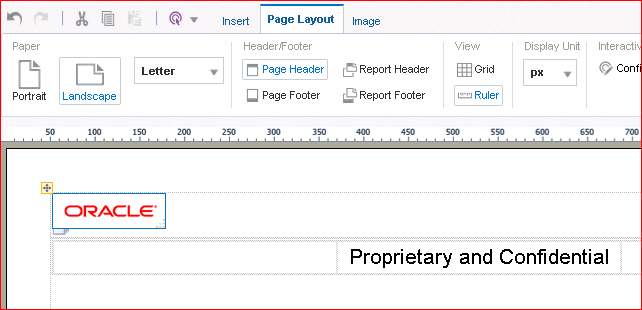 Insert Page Layout Image
Paper Header/Footer View Display Unit Interactiv
Portrait Landscape Letter Page Header Report Header Grid px Confi
Page Footer Report Footer Ruler
50 100 150 200 250 300 350 400 450 500 550 600 650 700
ORACLE
Proprietary and Confidential